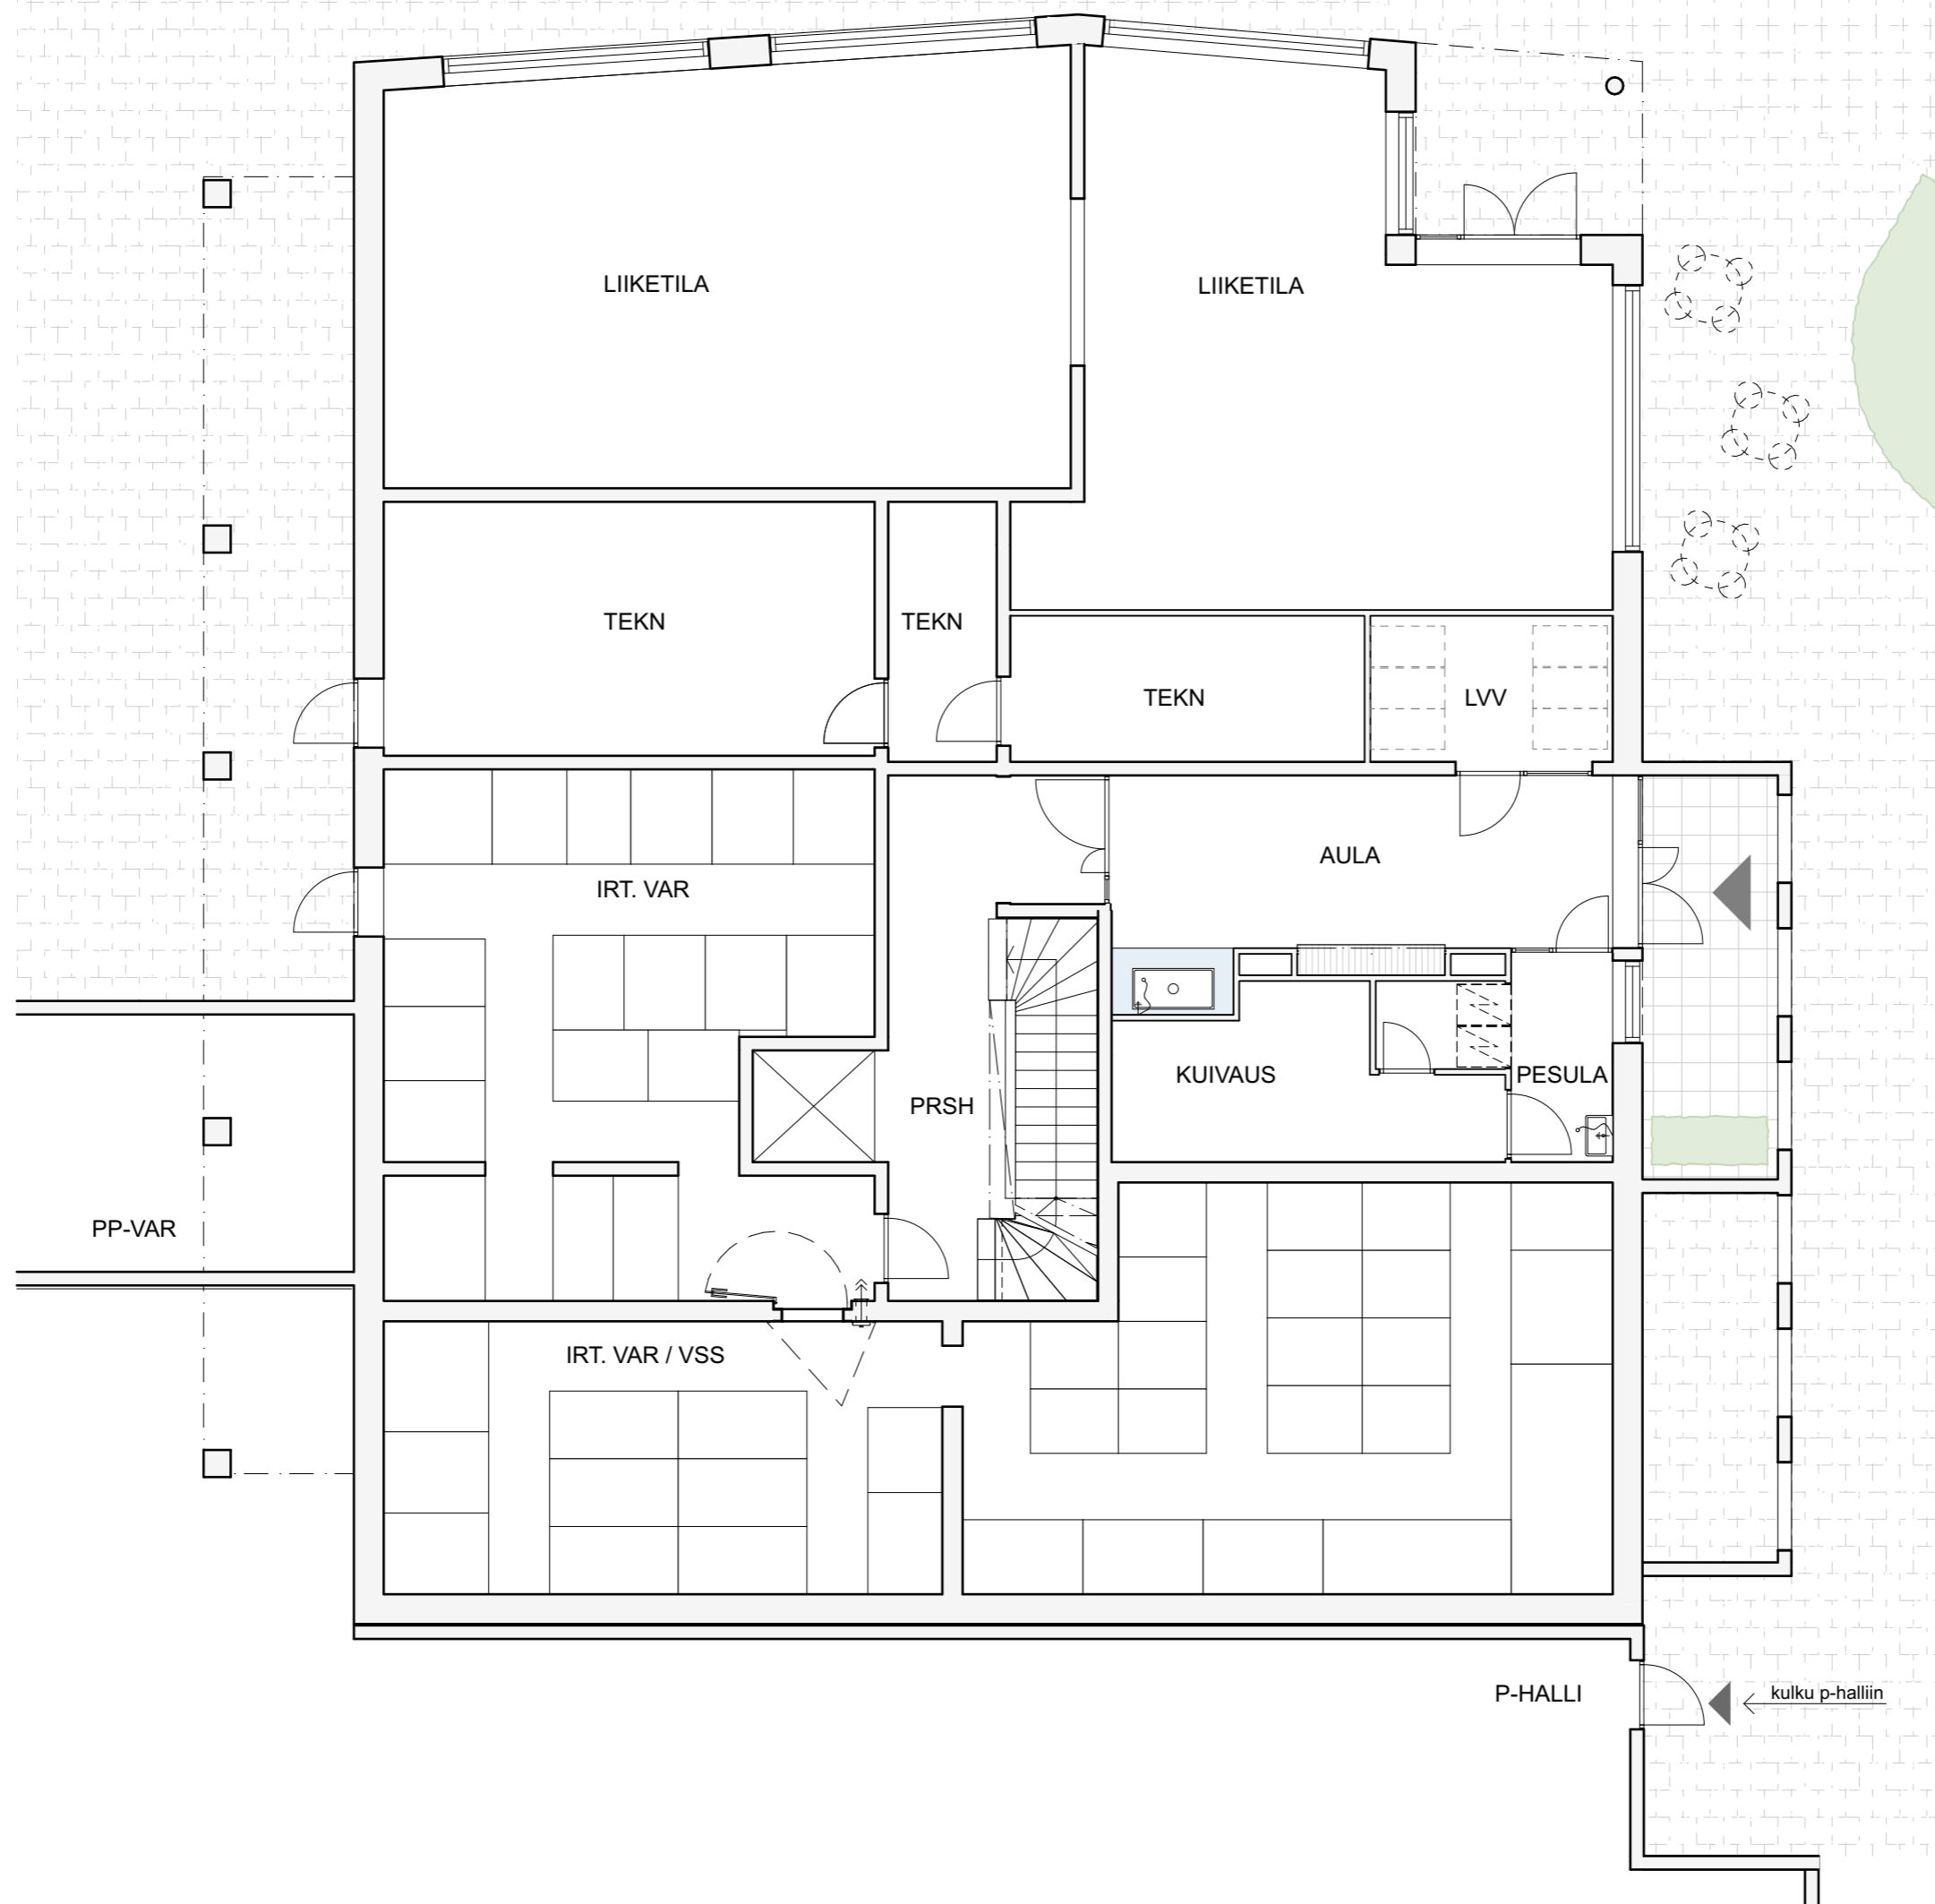 LIIKETILA
LIIKETILA
TEKN
TEKN
TEKN
LVV
AULA
IRT. VAR
KUIVAUS
PESULA
PRSH
PP-VAR
IRT. VAR / VSS
P-HALLI
kulku p-halliin